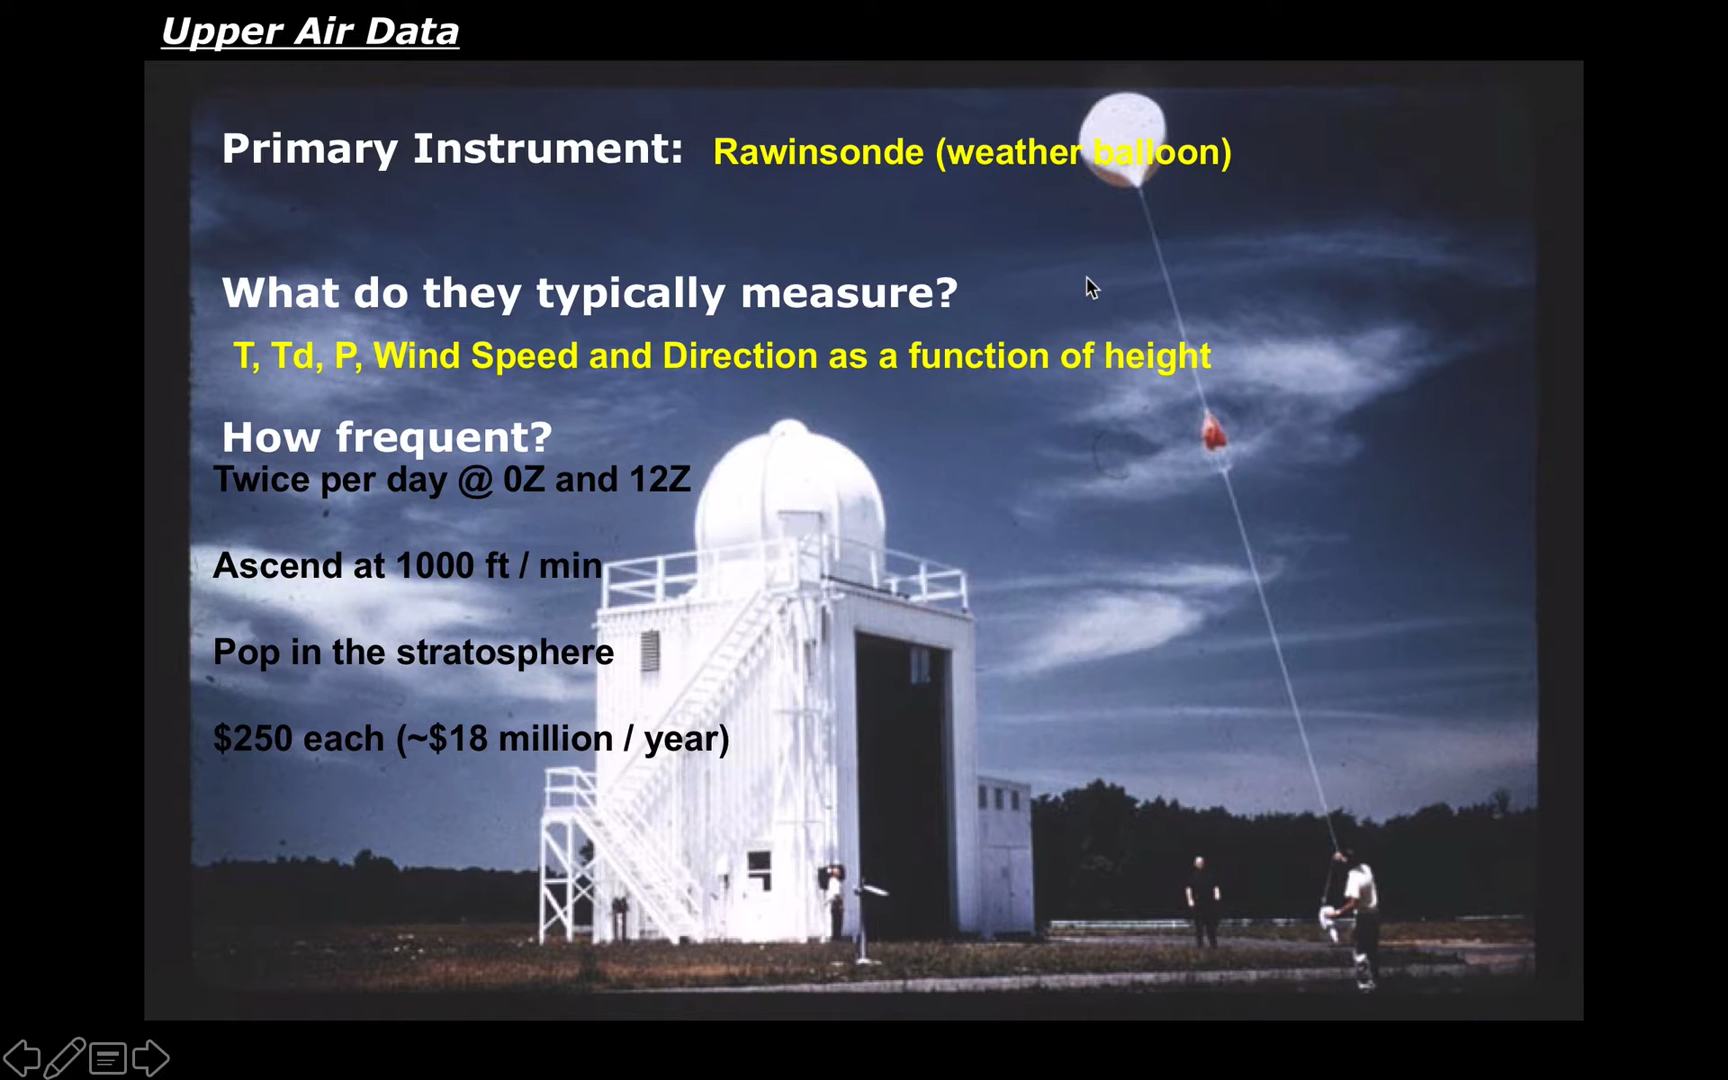 Upper Air Data
Primary Instrument: Rawinsonde (weather balloon)
What do they typically measure?
T, Td, P, Wind Speed and Direction as a function of height
How frequent?
Twice per day @ 0Z and 12Z
Ascend at 1000 ft / min
Pop in the stratosphere
$250 each (~$18 million / year)